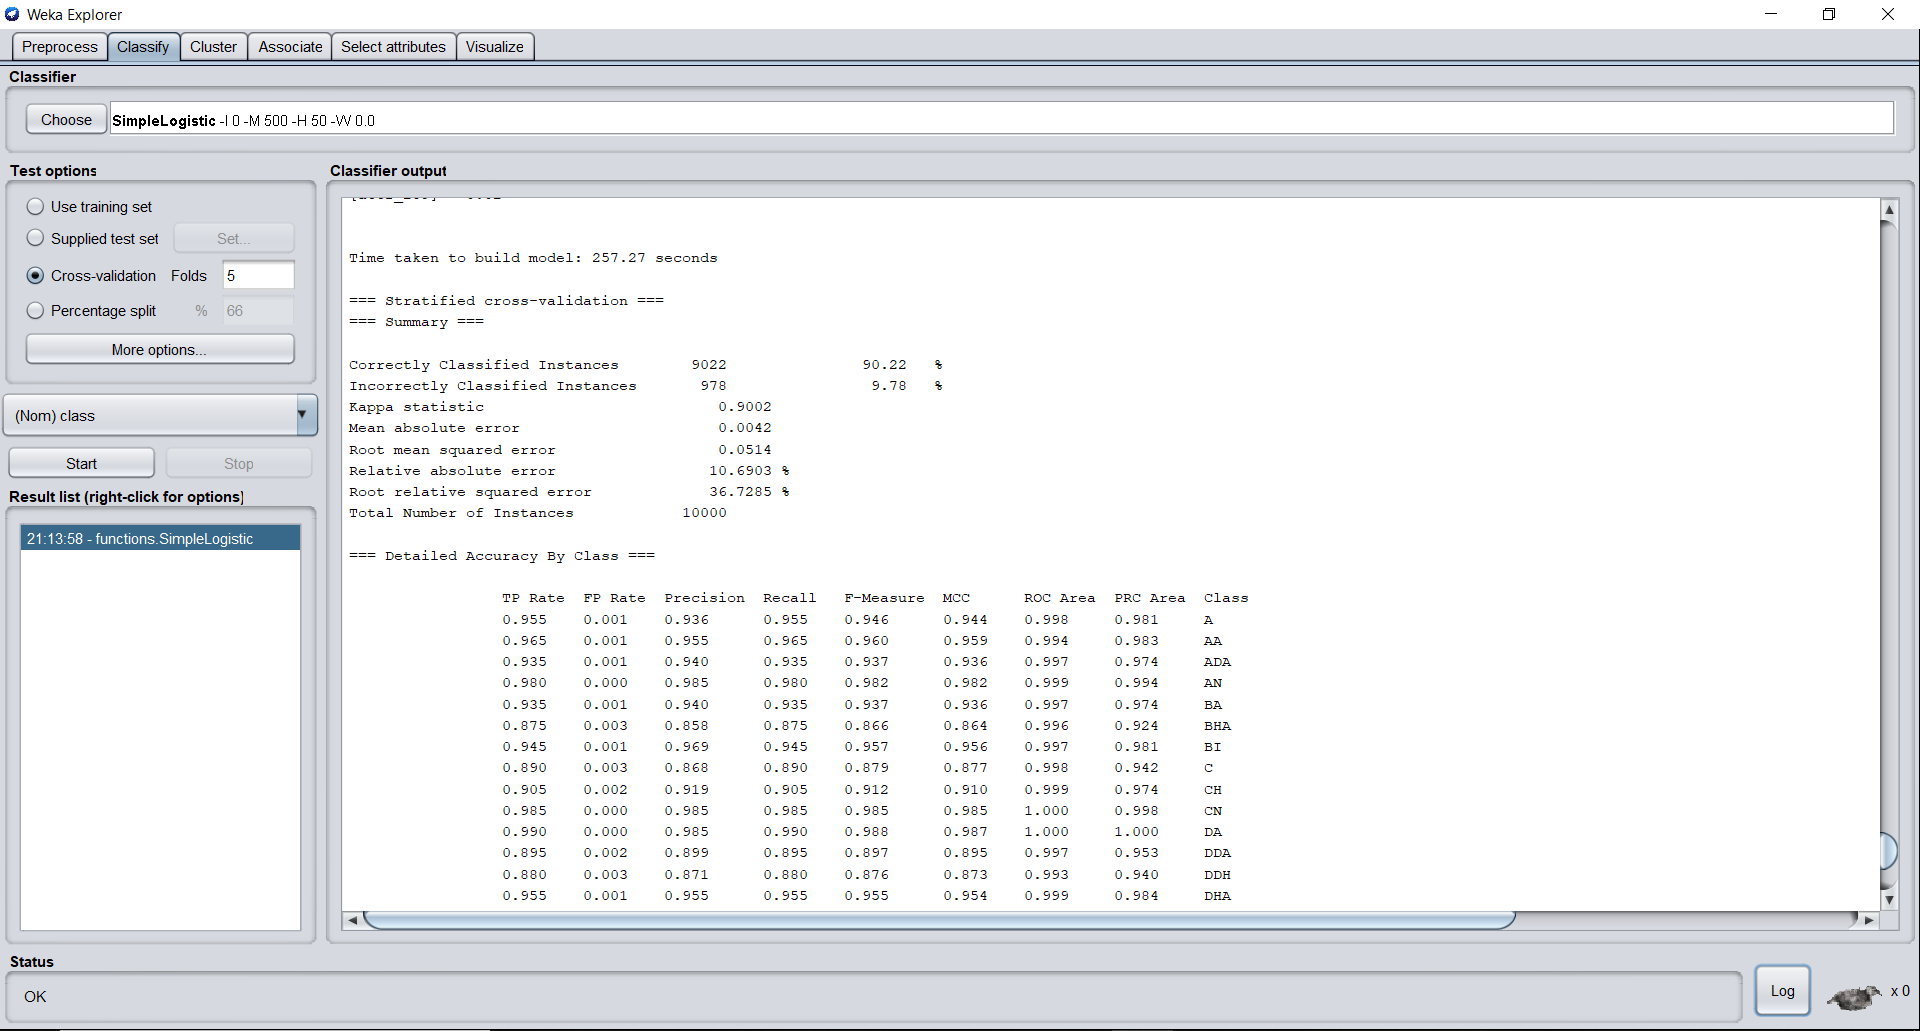 Weka Explorer
Preprocess Classify Cluster Associate Select attributes Visualize
Classifier
Choose SimpleLogistic -I 0 -M 500 -H 50 -W 0.0
Test options
Use training set
Supplied test set Set...
Cross-validation Folds 5
Percentage split % 66
More options...
(Nom) class
Start Stop
Result list (right-click for options)
21:13:58 - functions.SimpleLogistic
Classifier output
Time taken to build model: 257.27 seconds
=== Stratified cross-validation ===
=== Summary ===
Correctly Classified Instances 9022 90.22 %
Incorrectly Classified Instances 978 9.78 %
Kappa statistic 0.9002
Mean absolute error 0.0042
Root mean squared error 0.0514
Relative absolute error 10.6903 %
Root relative squared error 36.7285 %
Total Number of Instances 10000
=== Detailed Accuracy By Class ===
TP Rate FP Rate Precision Recall F-Measure MCC ROC Area PRC Area Class
0.955 0.001 0.936 0.955 0.946 0.944 0.998 0.981 A
0.965 0.001 0.955 0.965 0.960 0.959 0.994 0.983 AA
0.935 0.001 0.940 0.935 0.937 0.936 0.997 0.974 ADA
0.980 0.000 0.985 0.980 0.982 0.982 0.999 0.994 AN
0.935 0.001 0.940 0.935 0.937 0.936 0.997 0.974 BA
0.875 0.003 0.858 0.875 0.866 0.864 0.996 0.924 BHA
0.945 0.001 0.969 0.945 0.957 0.956 0.997 0.981 BI
0.890 0.003 0.868 0.890 0.879 0.877 0.998 0.942 C
0.905 0.002 0.919 0.905 0.912 0.910 0.999 0.974 CH
0.985 0.000 0.985 0.985 0.985 0.985 1.000 0.998 CN
0.990 0.000 0.985 0.990 0.988 0.987 1.000 1.000 DA
0.895 0.002 0.899 0.895 0.897 0.895 0.997 0.953 DDA
0.880 0.003 0.871 0.880 0.876 0.873 0.993 0.940 DDH
0.955 0.001 0.955 0.955 0.955 0.954 0.999 0.984 DHA
Status
OK
Log x 0